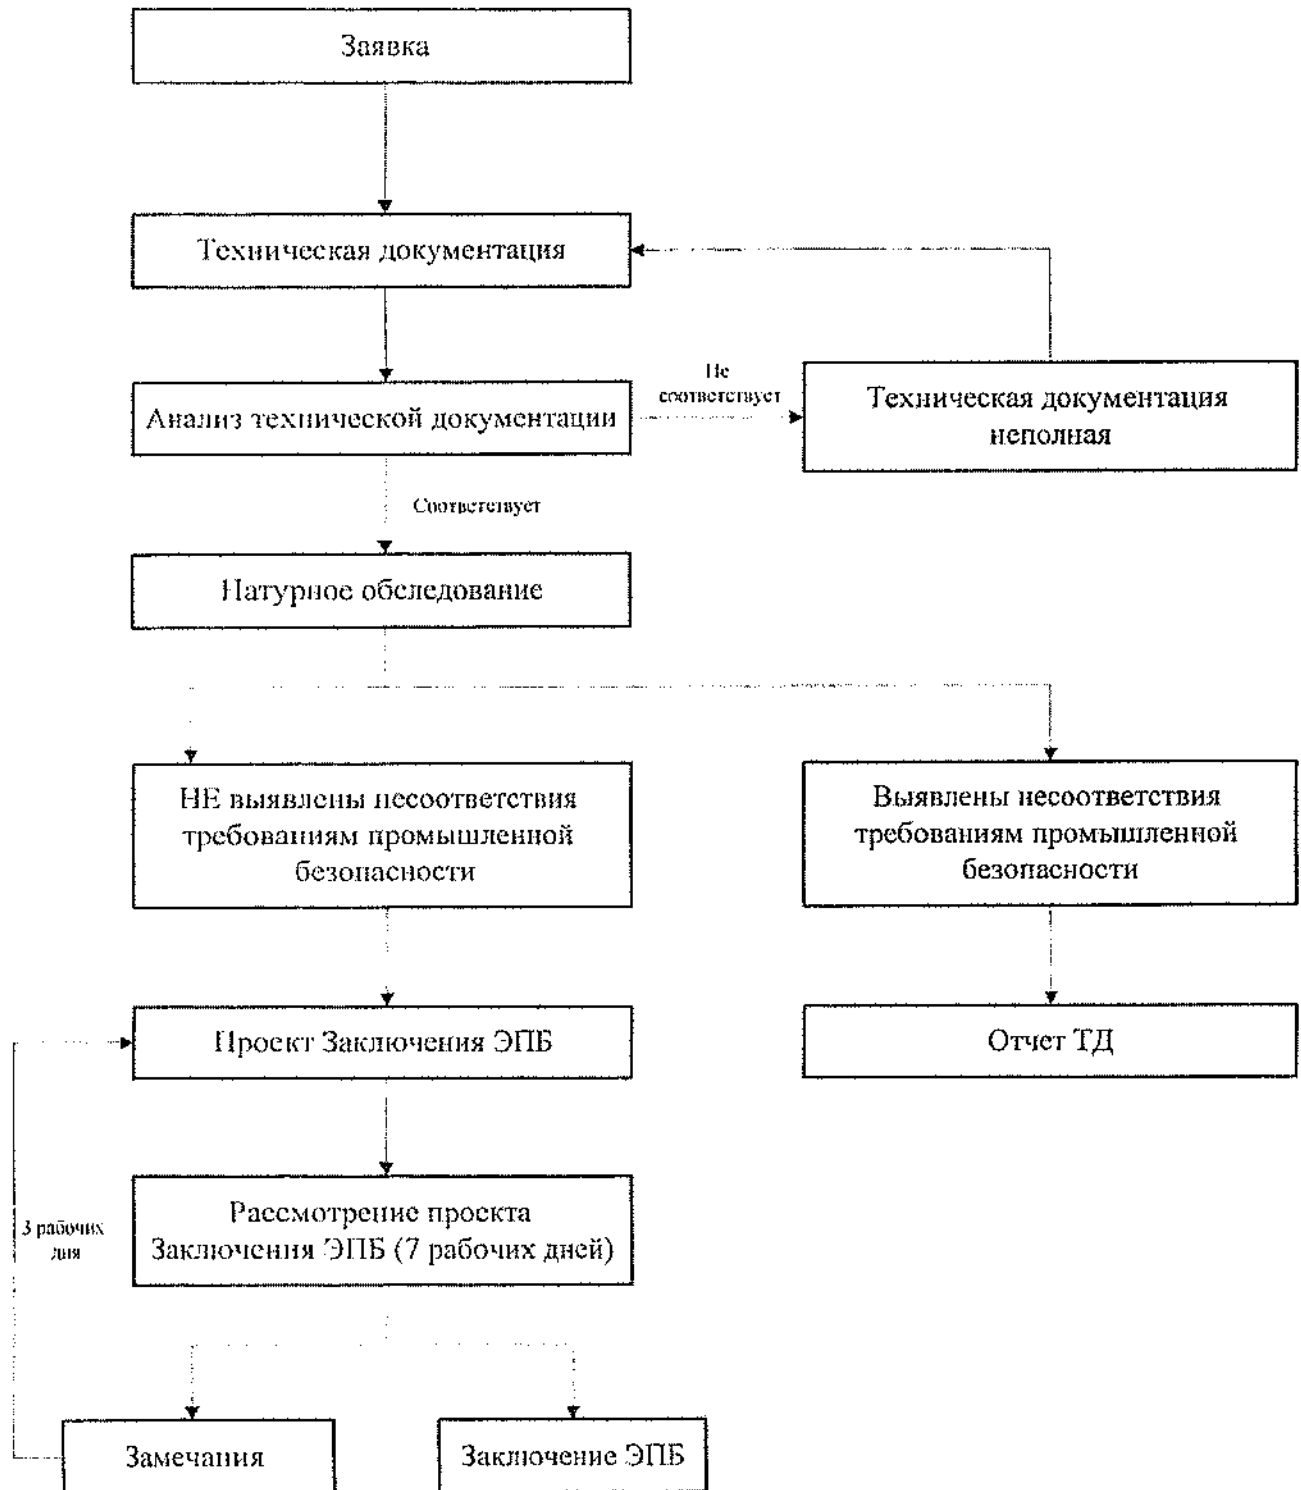 Заявка
Техническая документация
Не
соответствует
Анализ технической документации
Техническая документация
неполная
Соответствует
Натурное обследование
НЕ выявлены несоответствия
требованиям промышленной
безопасности
Выявлены несоответствия
требованиям промышленной
безопасности
Проект Заключения ЭПБ
Отчет ТД
Рассмотрение проекта
Заключения ЭПБ (7 рабочих дней)
3 рабочих
дня
Замечания
Заключение ЭПБ